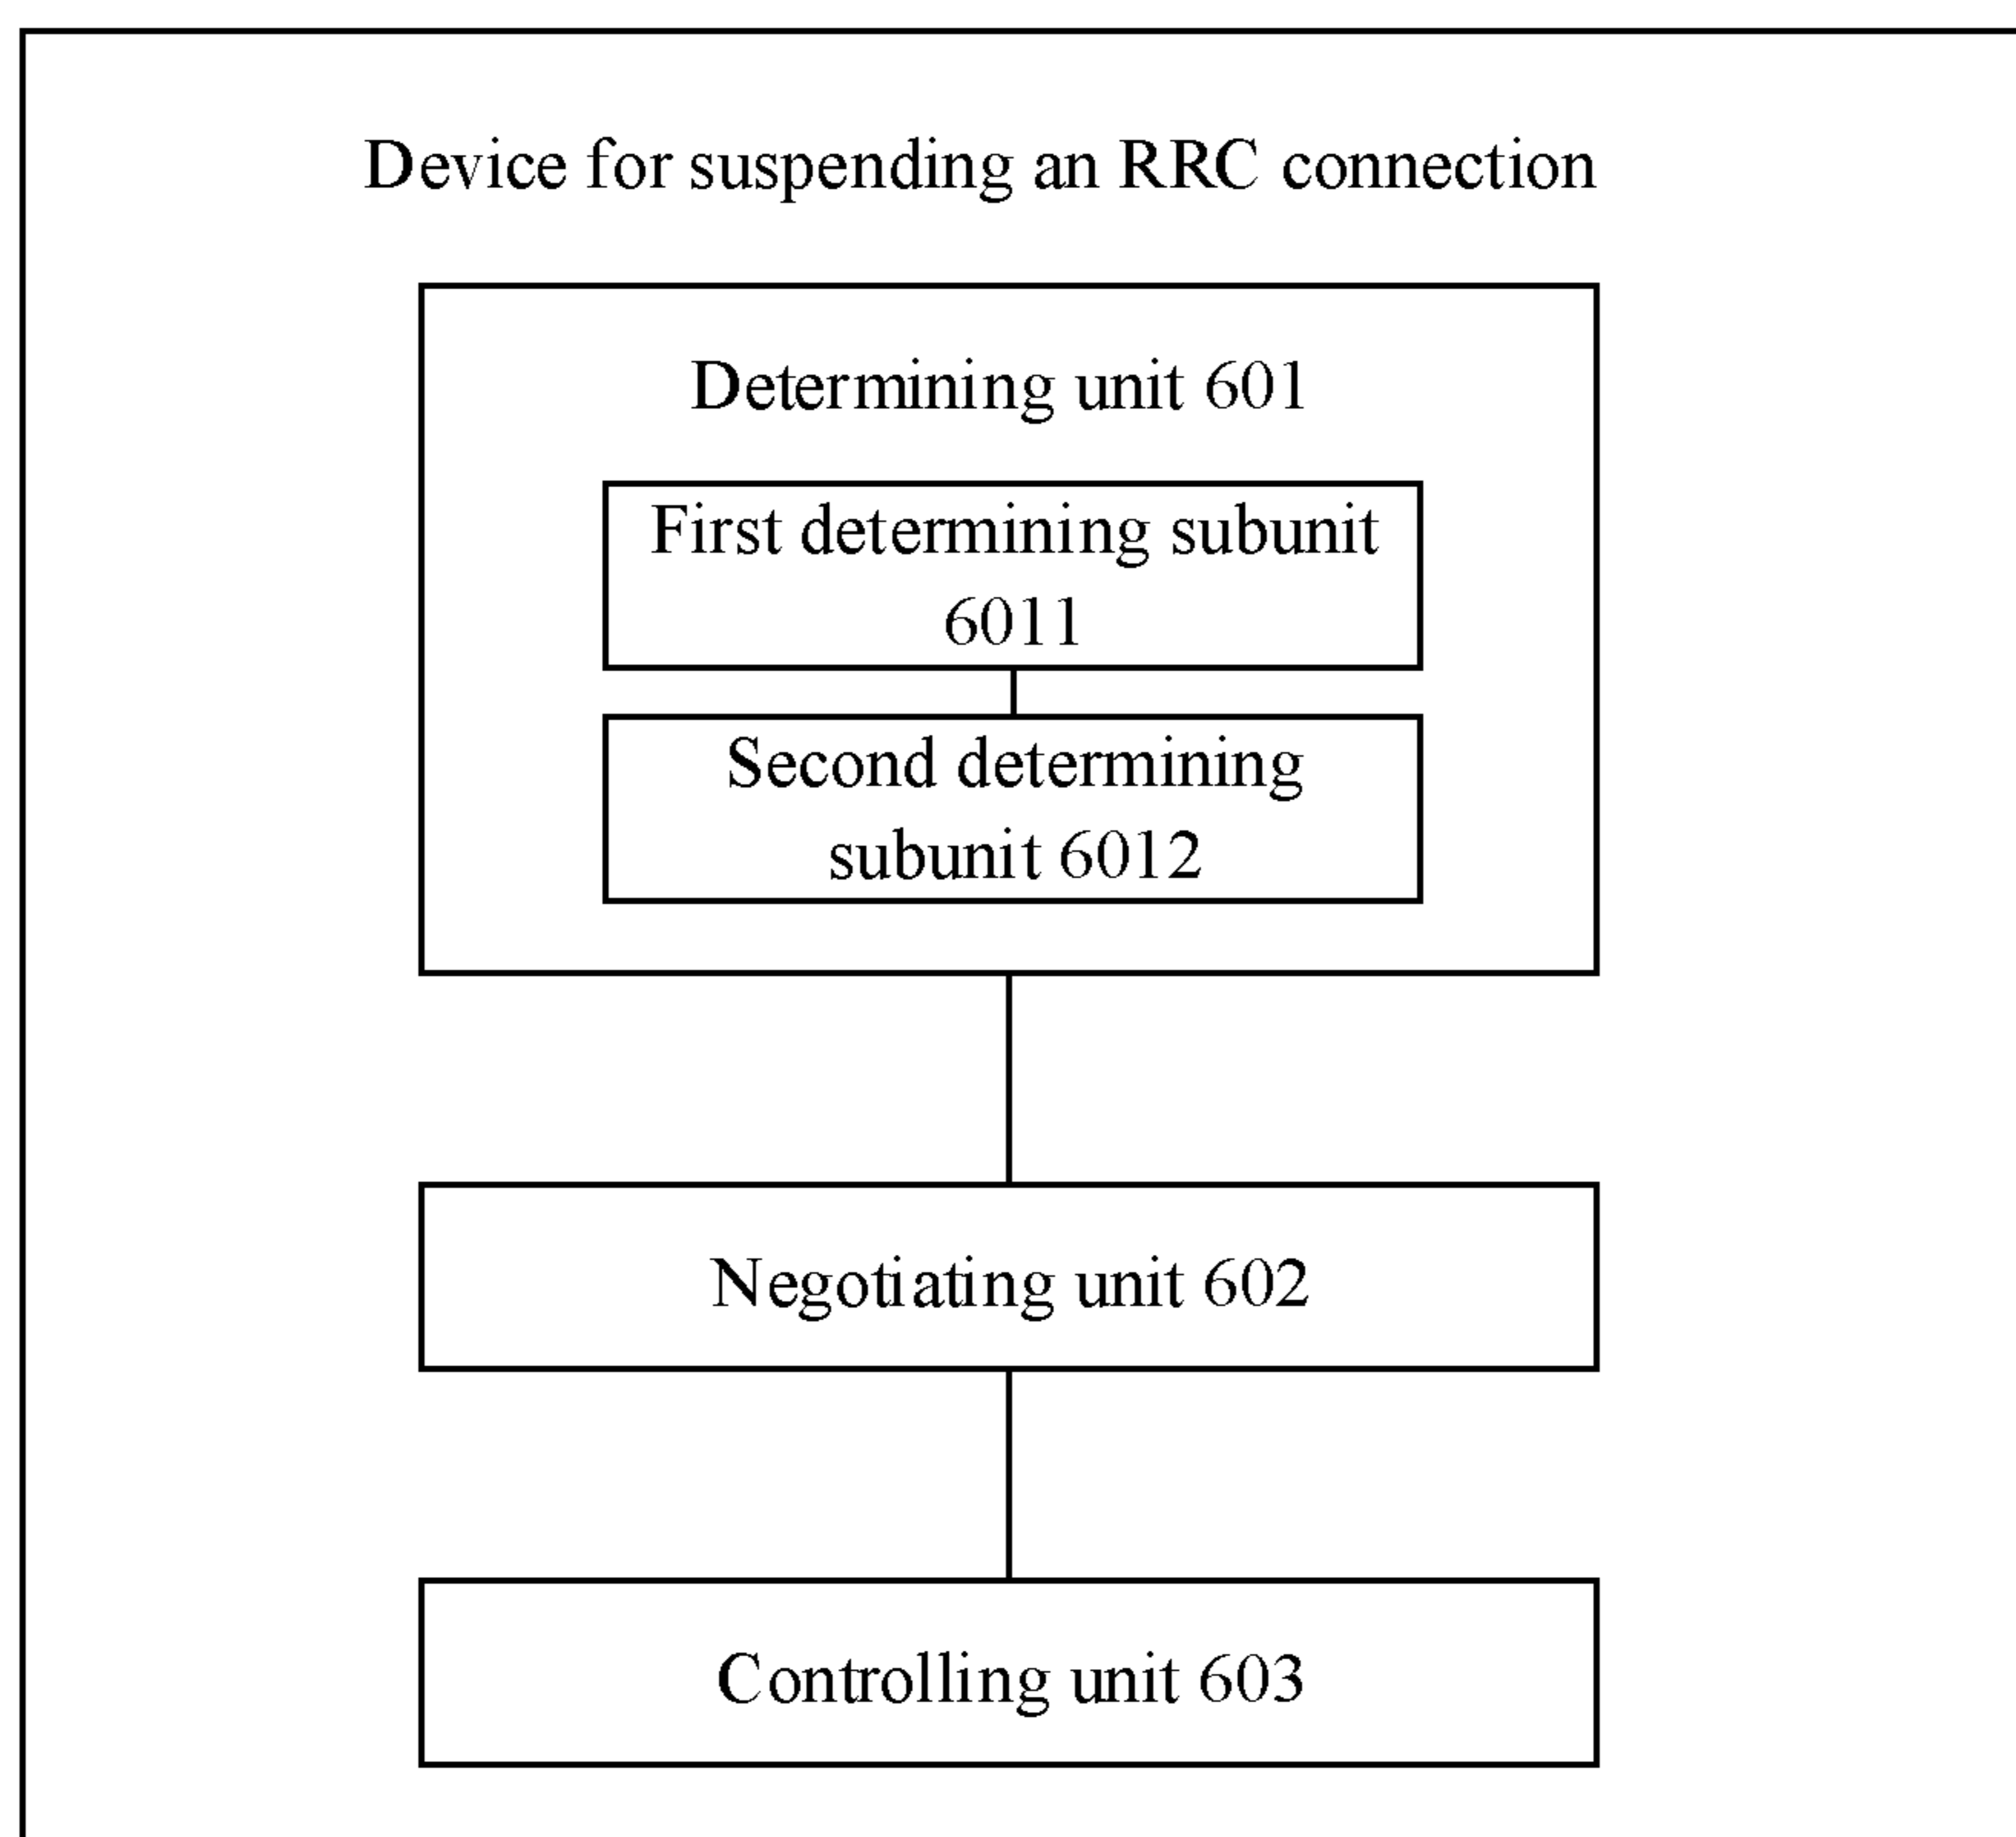 Device for suspending an RRC connection
Determining unit 601
First determining subunit
6011
Second determining
subunit 6012
Negotiating unit 602
Controlling unit 603